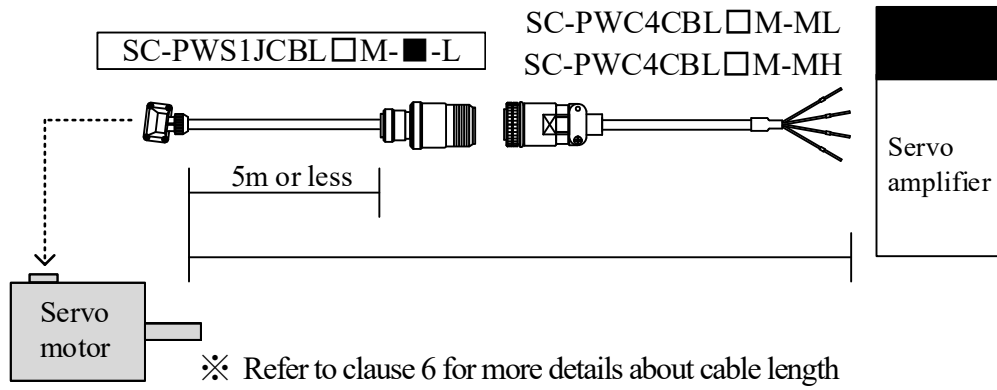 SC-PWS1JCBL□M-■-L
SC-PWC4CBL□M-ML
SC-PWC4CBL□M-MH
5m or less
Servo
amplifier
Servo
motor
※ Refer to clause 6 for more details about cable length